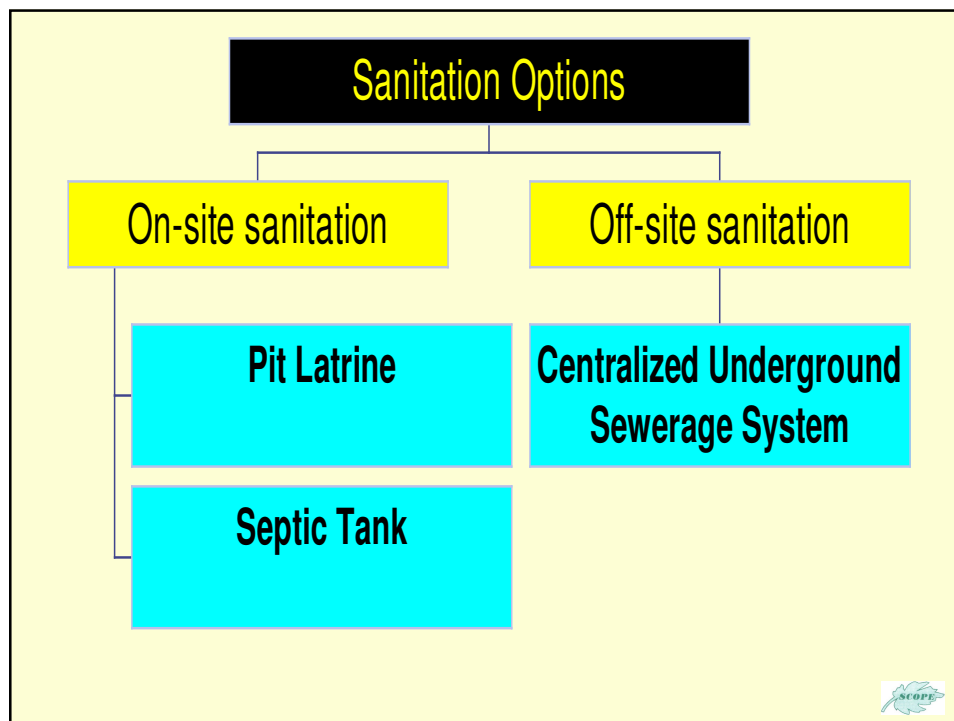 Sanitation Options
On-site sanitation
Off-site sanitation
Pit Latrine
Centralized Underground
Sewerage System
Septic Tank
SCOPE